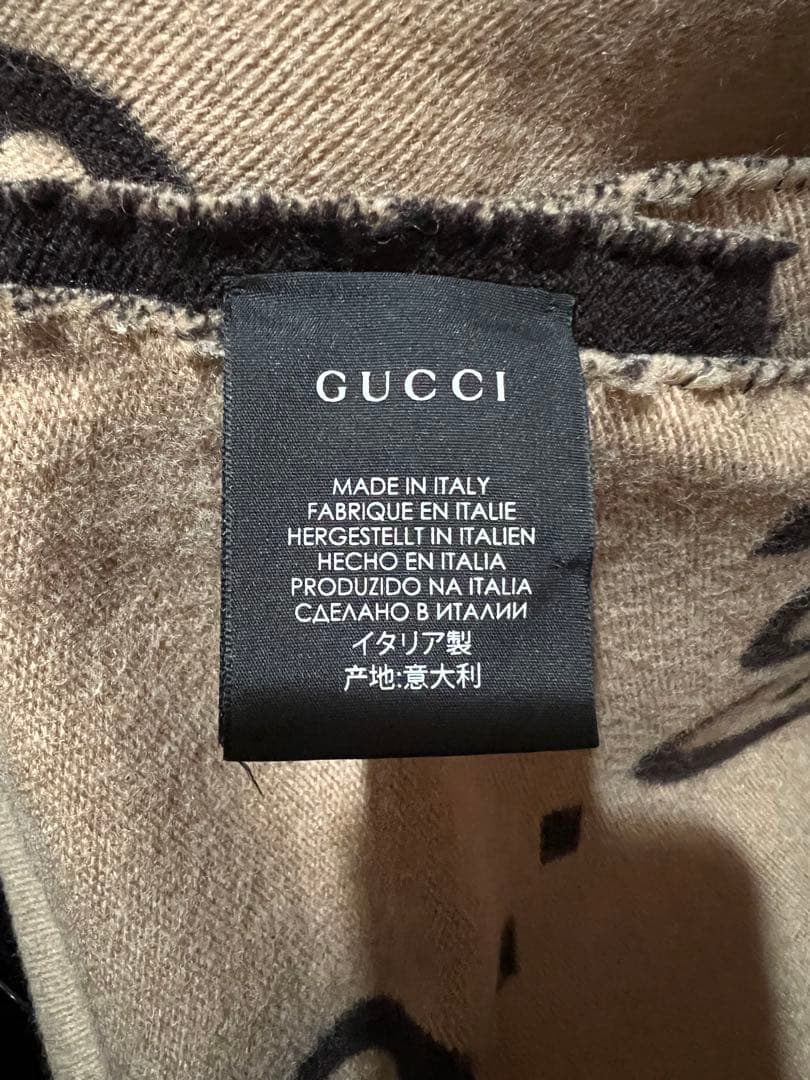 GUCCI
MADE IN ITALY
FABRIQUE EN ITALIE
HERGESTELLT IN ITALIEN
HECHO EN ITALIA
PRODUZIDO NA ITALIA
СДЕЛАНО В ИТАЛИИ
イタリア製
产地:意大利